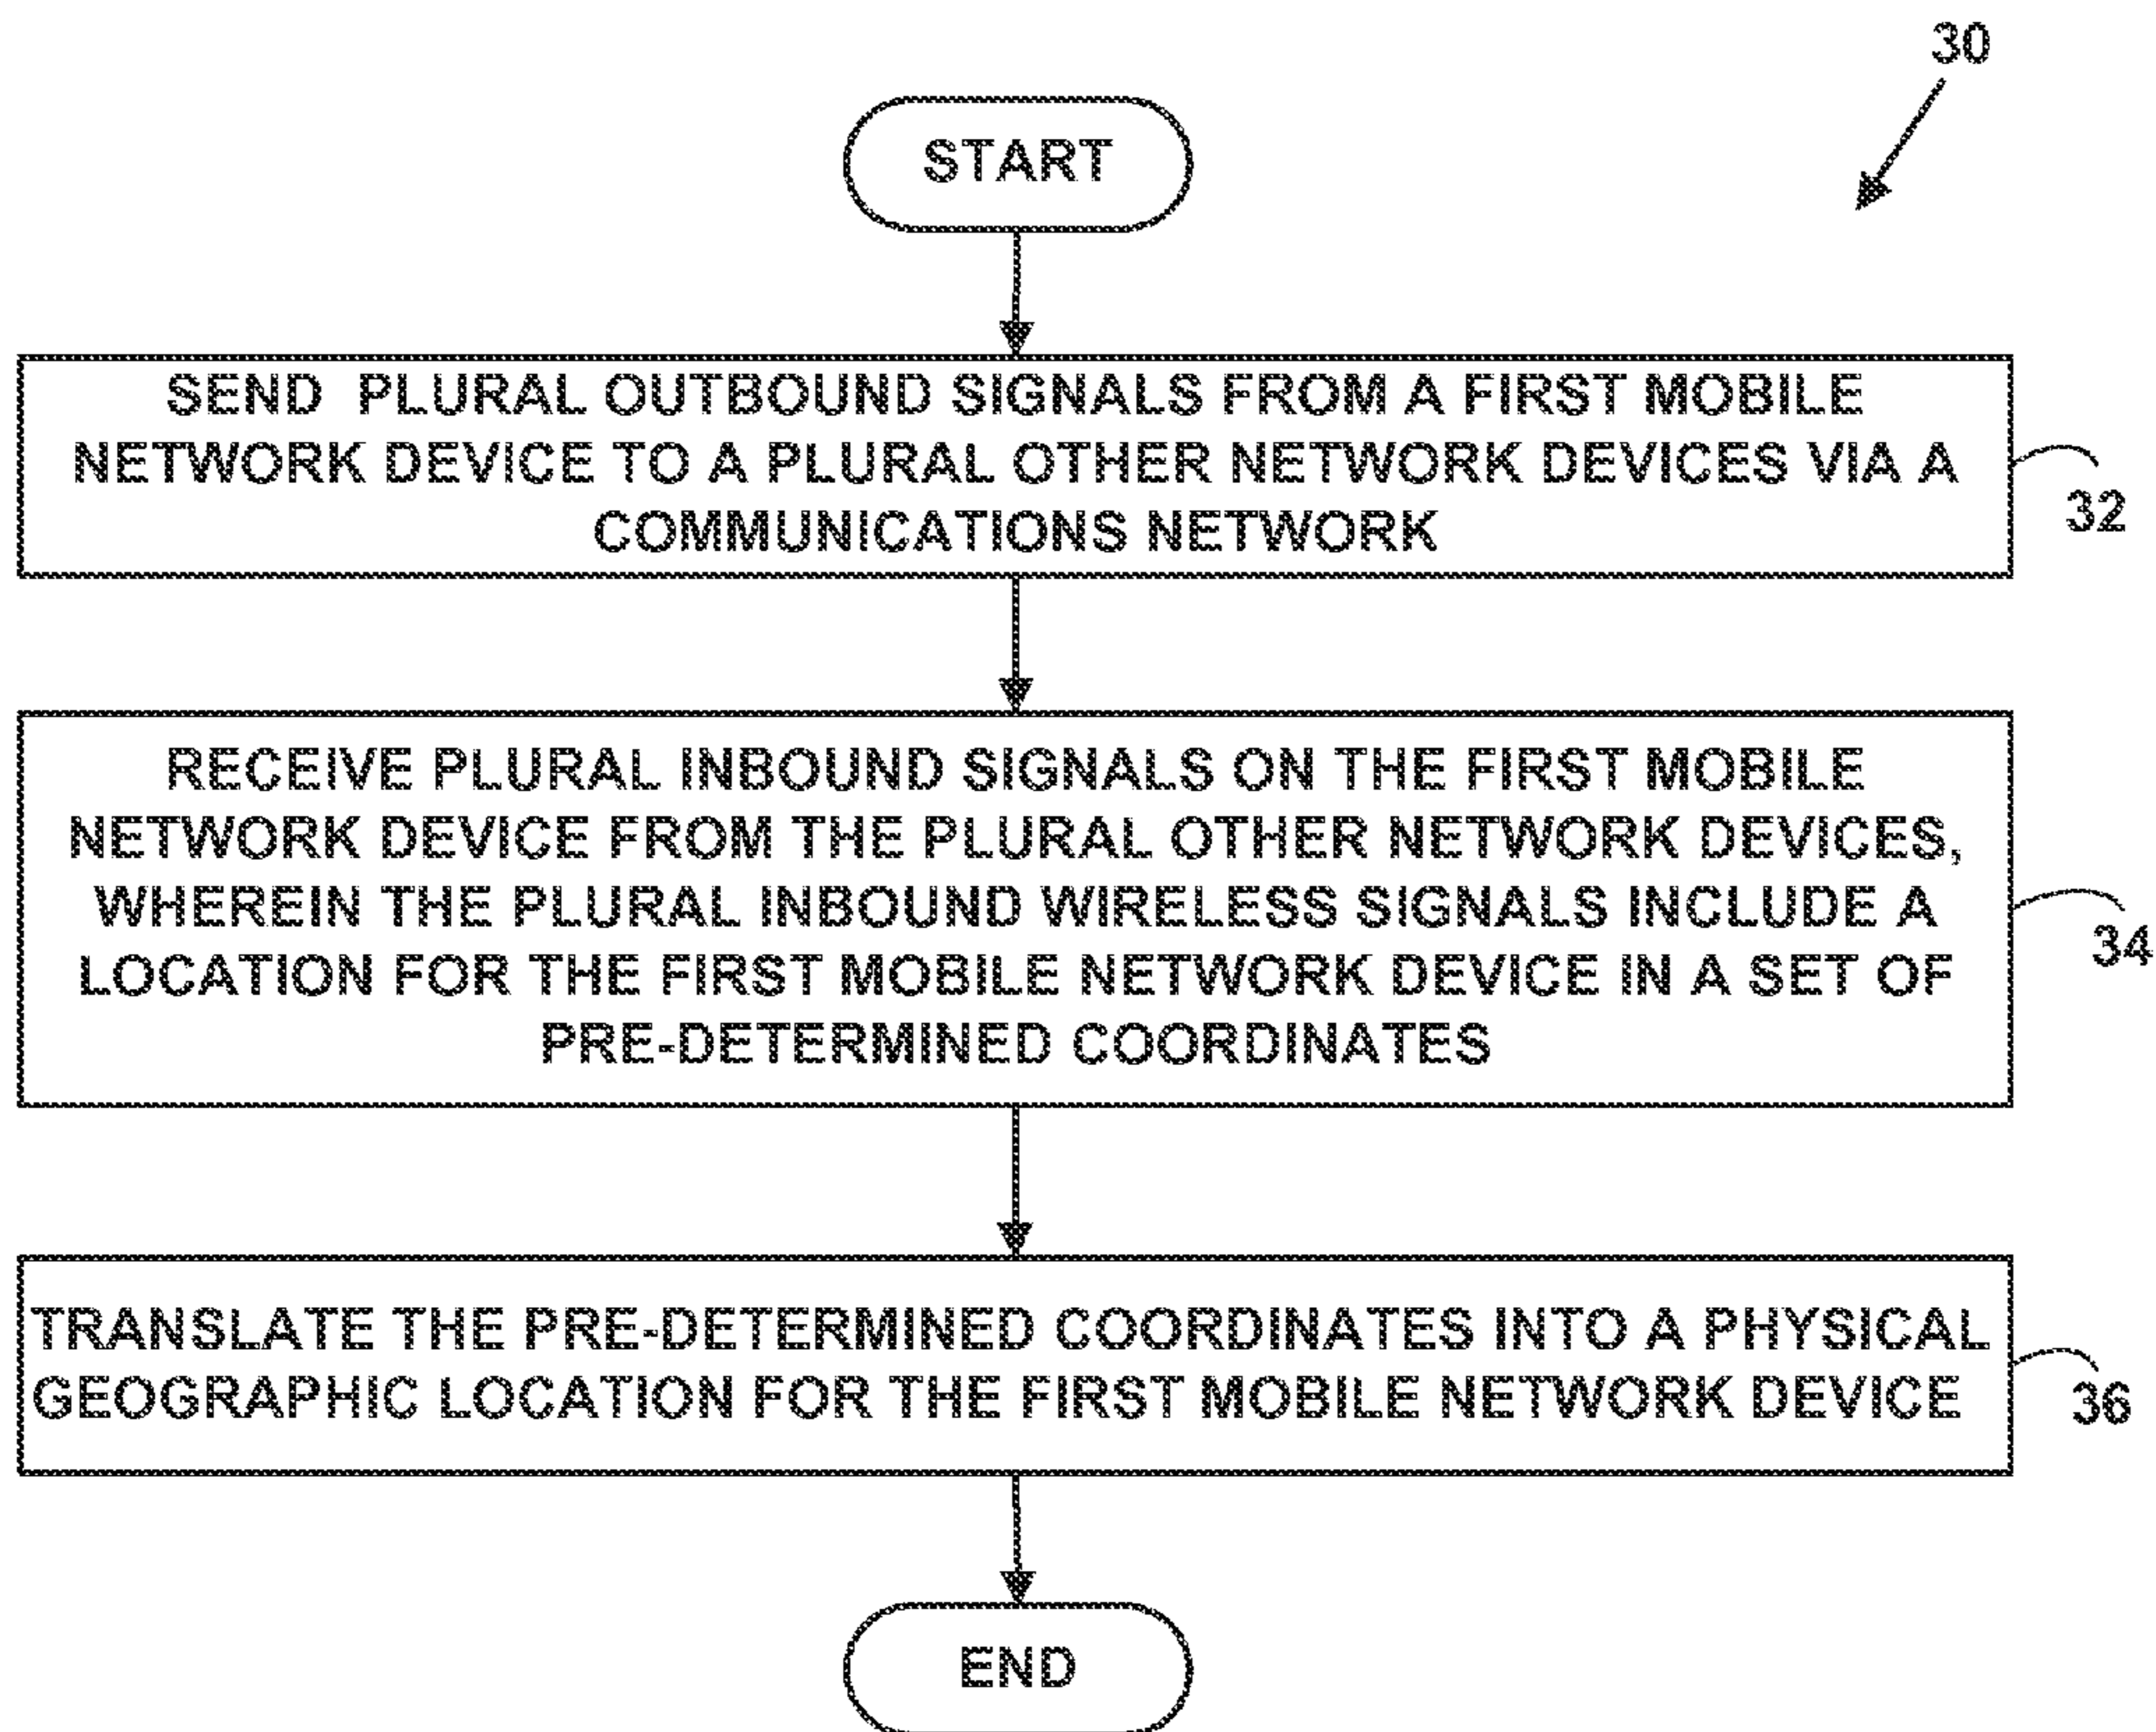 30
START
SEND PLURAL OUTBOUND SIGNALS FROM A FIRST MOBILE
NETWORK DEVICE TO A PLURAL OTHER NETWORK DEVICES VIA A
COMMUNICATIONS NETWORK
32
RECEIVE PLURAL INBOUND SIGNALS ON THE FIRST MOBILE
NETWORK DEVICE FROM THE PLURAL OTHER NETWORK DEVICES,
WHEREIN THE PLURAL INBOUND WIRELESS SIGNALS INCLUDE A
LOCATION FOR THE FIRST MOBILE NETWORK DEVICE IN A SET OF
PRE-DETERMINED COORDINATES
34
TRANSLATE THE PRE-DETERMINED COORDINATES INTO A PHYSICAL
GEOGRAPHIC LOCATION FOR THE FIRST MOBILE NETWORK DEVICE
36
END